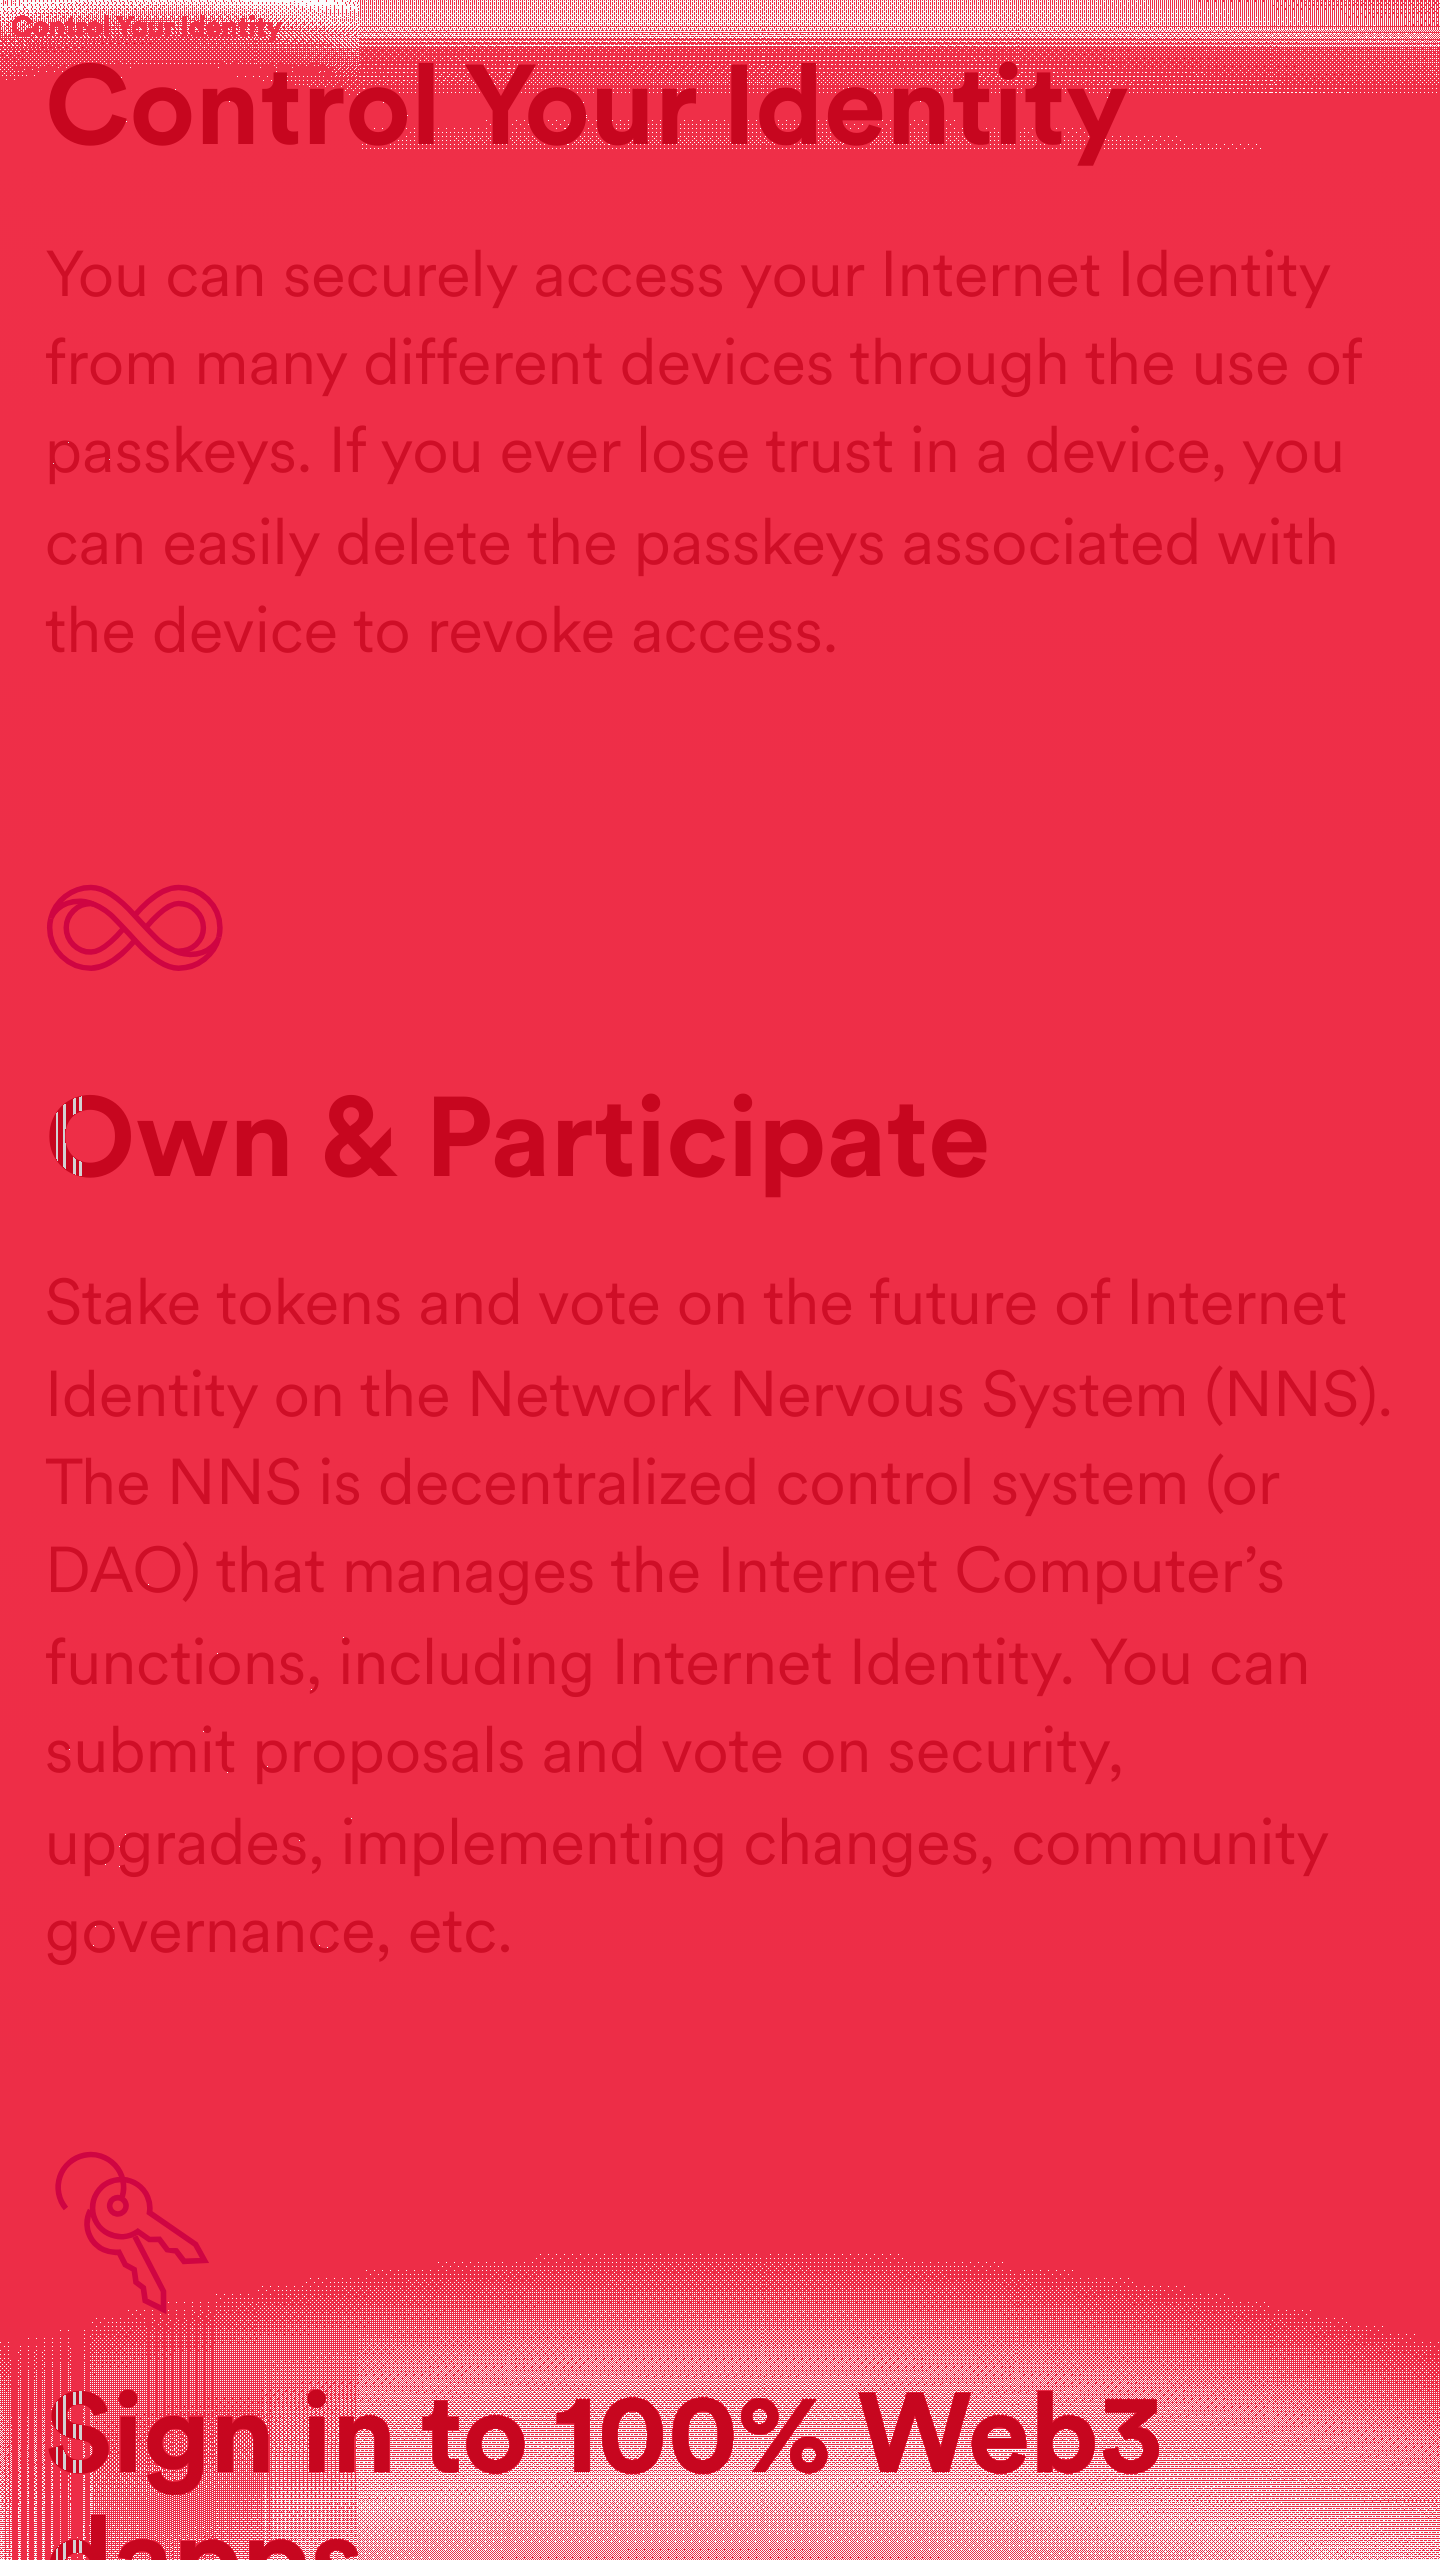 Control Your Identity
Control Your Identity
You can securely access your Internet Identity
from many different devices through the use of
passkeys. If you ever lose trust in a device, you
can easily delete the passkeys associated with
the device to revoke access.
Own & Participate
Stake tokens and vote on the future of Internet
Identity on the Network Nervous System (NNS).
The NNS is decentralized control system (or
DAO) that manages the Internet Computer’s
functions, including Internet Identity. You can
submit proposals and vote on security,
upgrades, implementing changes, community
governance, etc.
Sign in to 100% Web3
dapps